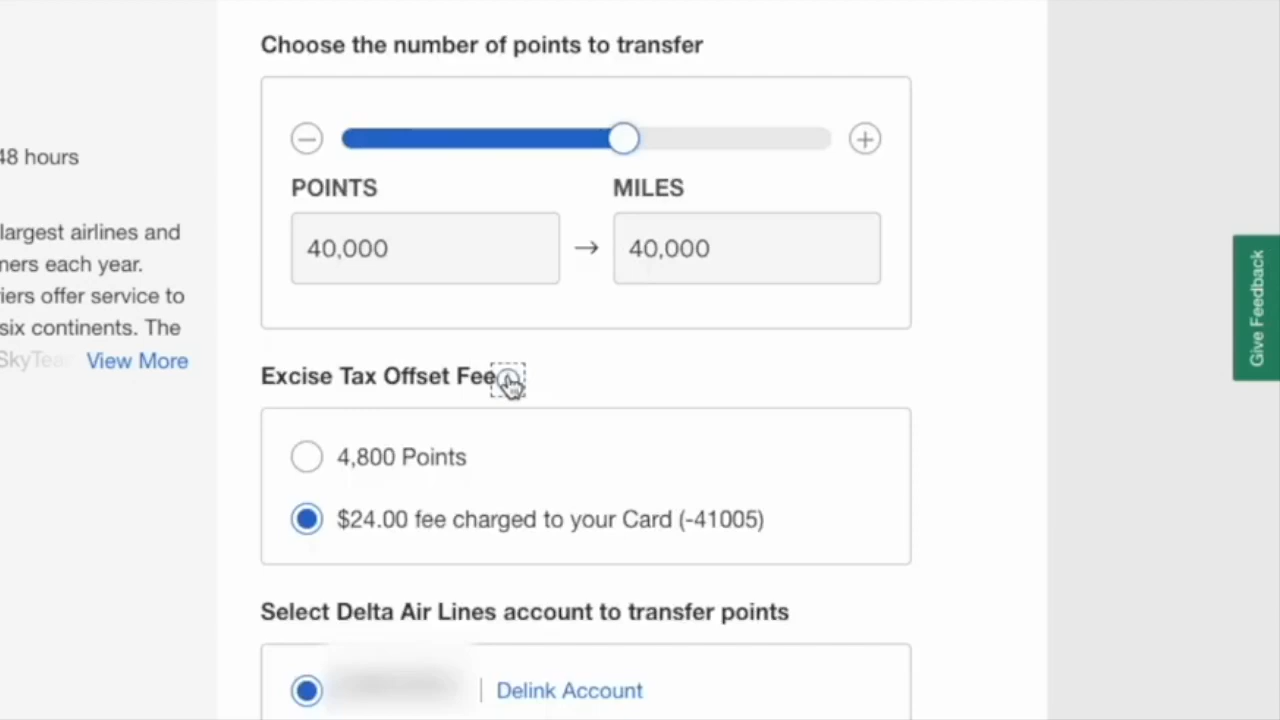 Choose the number of points to transfer
48 hours
POINTS
MILES
largest airlines and
40,000 → 40,000
ners each year.
iers offer service to
six continents. The
SkyTea View More
Excise Tax Offset Fee
4,800 Points
$24.00 fee charged to your Card (-41005)
Select Delta Air Lines account to transfer points
Delink Account
Give Feedback